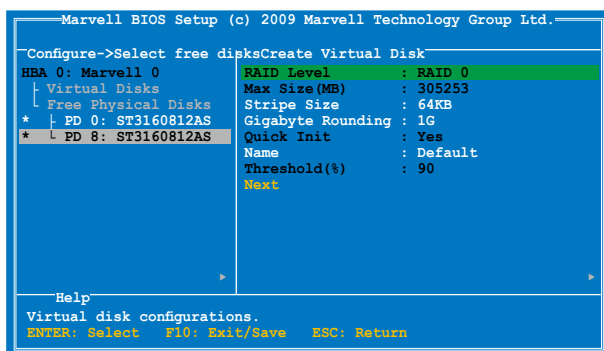 Marvell BIOS Setup (c) 2009 Marvell Technology Group Ltd.
Configure->Select free disksCreate Virtual Disk
HBA 0: Marvell 0
Virtual Disks
Free Physical Disks
* PD 0: ST3160812AS
* PD 8: ST3160812AS
RAID Level : RAID 0
Max Size(MB) : 305253
Stripe Size : 64KB
Gigabyte Rounding : 1G
Quick Init : Yes
Name : Default
Threshold(%) : 90
Next
Help
Virtual disk configurations.
ENTER: Select F10: Exit/Save ESC: Return